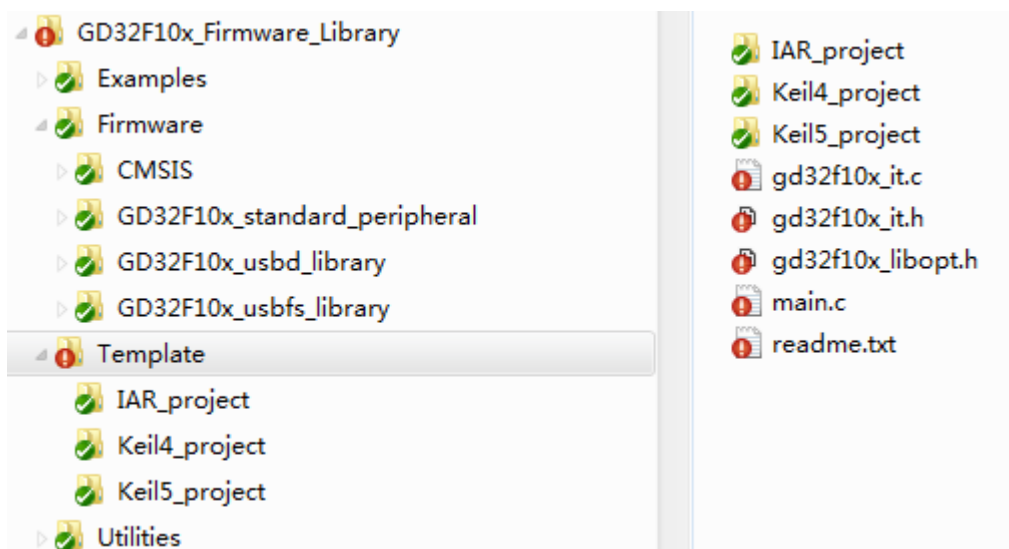 GD32F10x_Firmware_Library
Examples
Firmware
CMSIS
GD32F10x_standard_peripheral
GD32F10x_usbd_library
GD32F10x_usbfs_library
Template
IAR_project
Keil4_project
Keil5_project
Utilities
IAR_project
Keil4_project
Keil5_project
gd32f10x_it.c
gd32f10x_it.h
gd32f10x_libopt.h
main.c
readme.txt